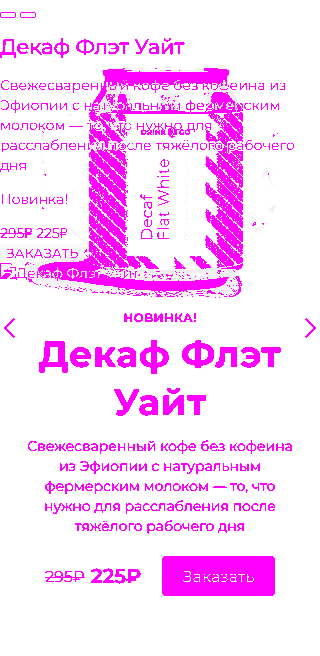 Декаф Флэт Уайт
Свежесваренный кофе без кофеина из
Эфиопии с натуральным фермерским
молоком — то, что нужно для
расслабления после тяжёлого рабочего
дня
Новинка!
295₽ 225₽
ЗАКАЗАТЬ
Декаф Флэт Уайт
DRINK2GO
Decaf
Flat White
НОВИНКА!
Декаф Флэт
Уайт
Свежесваренный кофе без кофеина
из Эфиопии с натуральным
фермерским молоком — то, что
нужно для расслабления после
тяжёлого рабочего дня
295₽ 225₽
Заказать